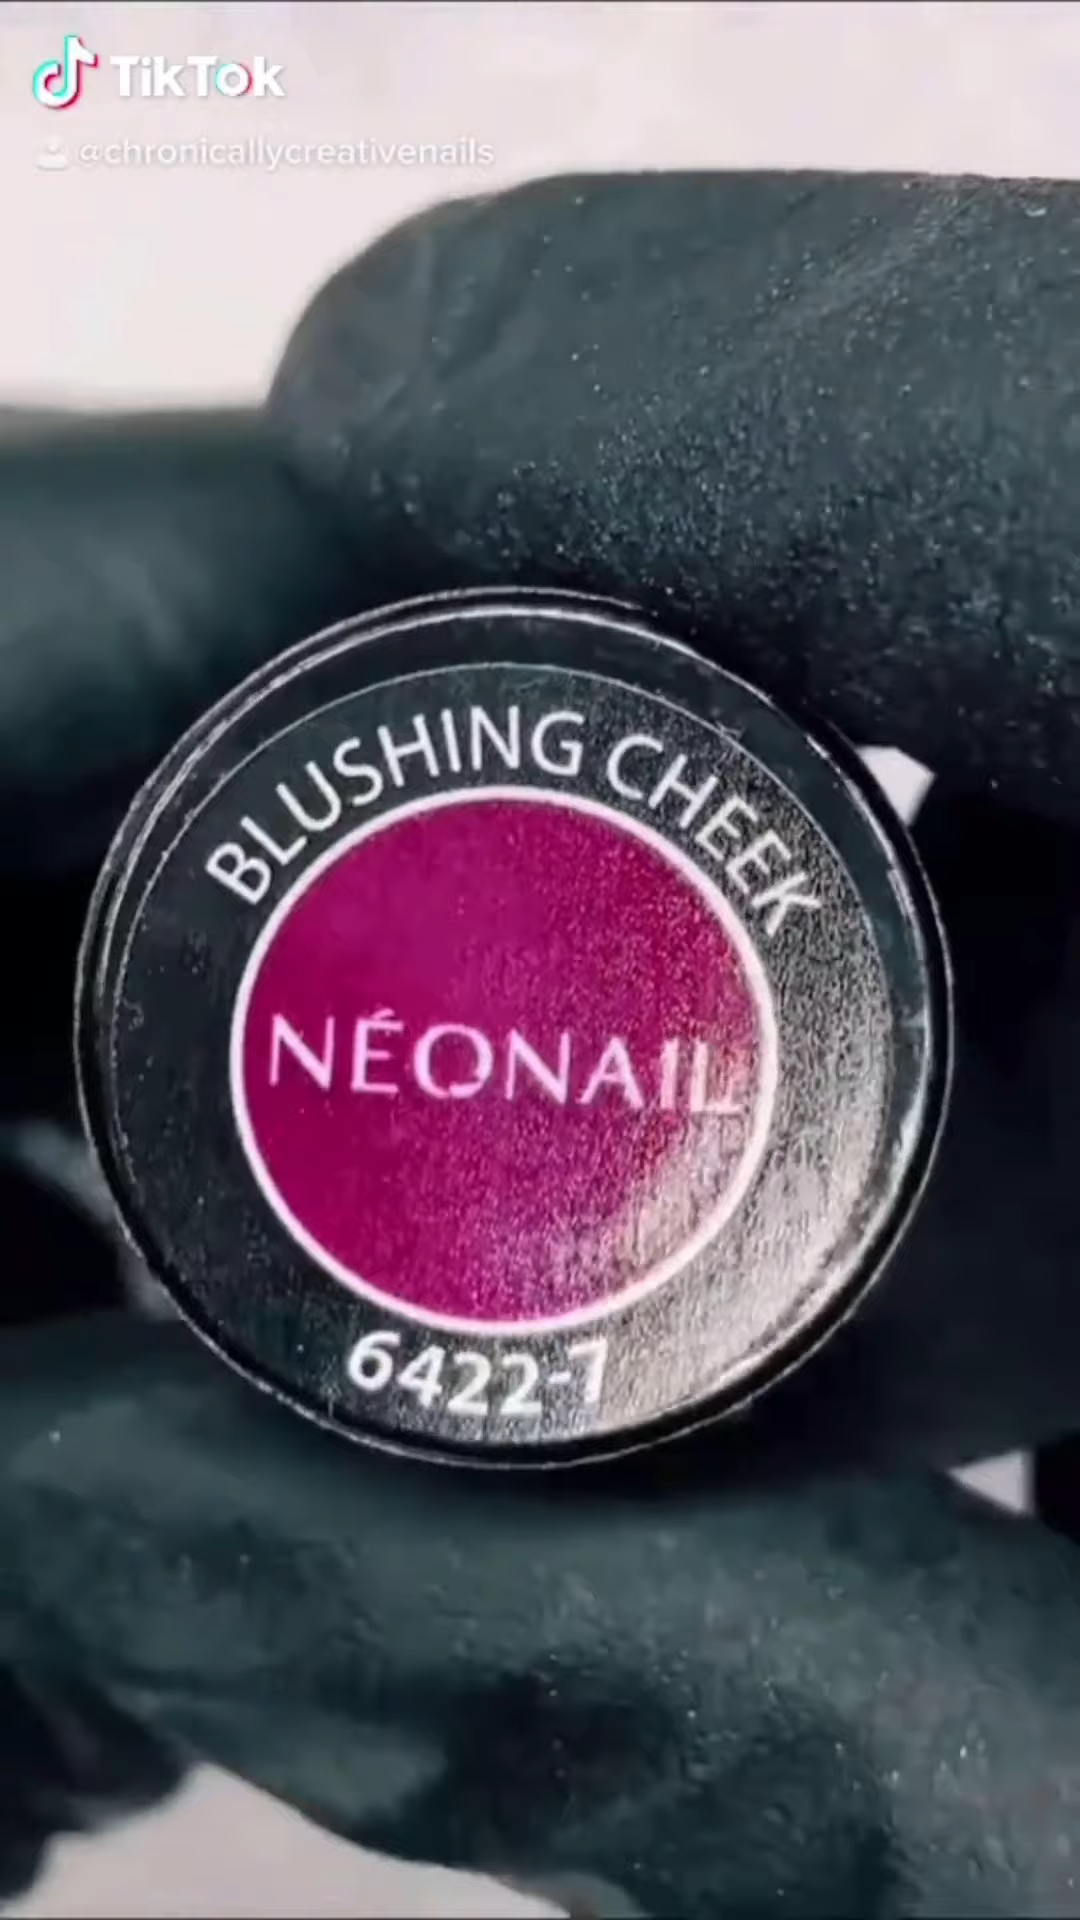 TikTok
@chronicallycreativenails
BLUSHING CHEEK
NÉONAIL
6422-7